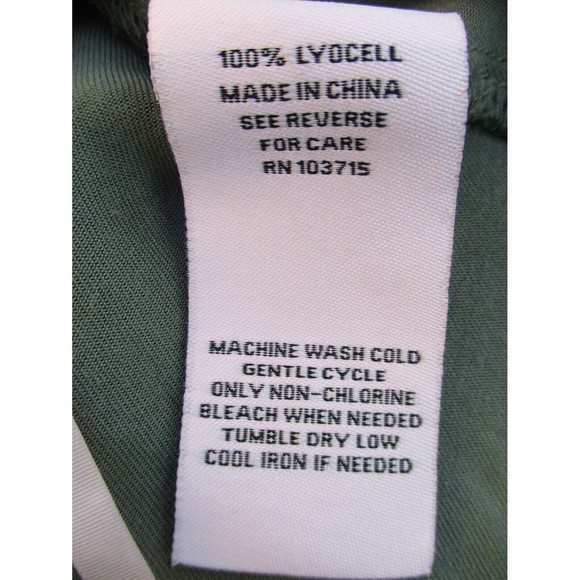 100% LYOCELL
MADE IN CHINA
SEE REVERSE
FOR CARE
RN 103715
MACHINE WASH COLD
GENTLE CYCLE
ONLY NON-CHLORINE
BLEACH WHEN NEEDED
TUMBLE DRY LOW
COOL IRON IF NEEDED